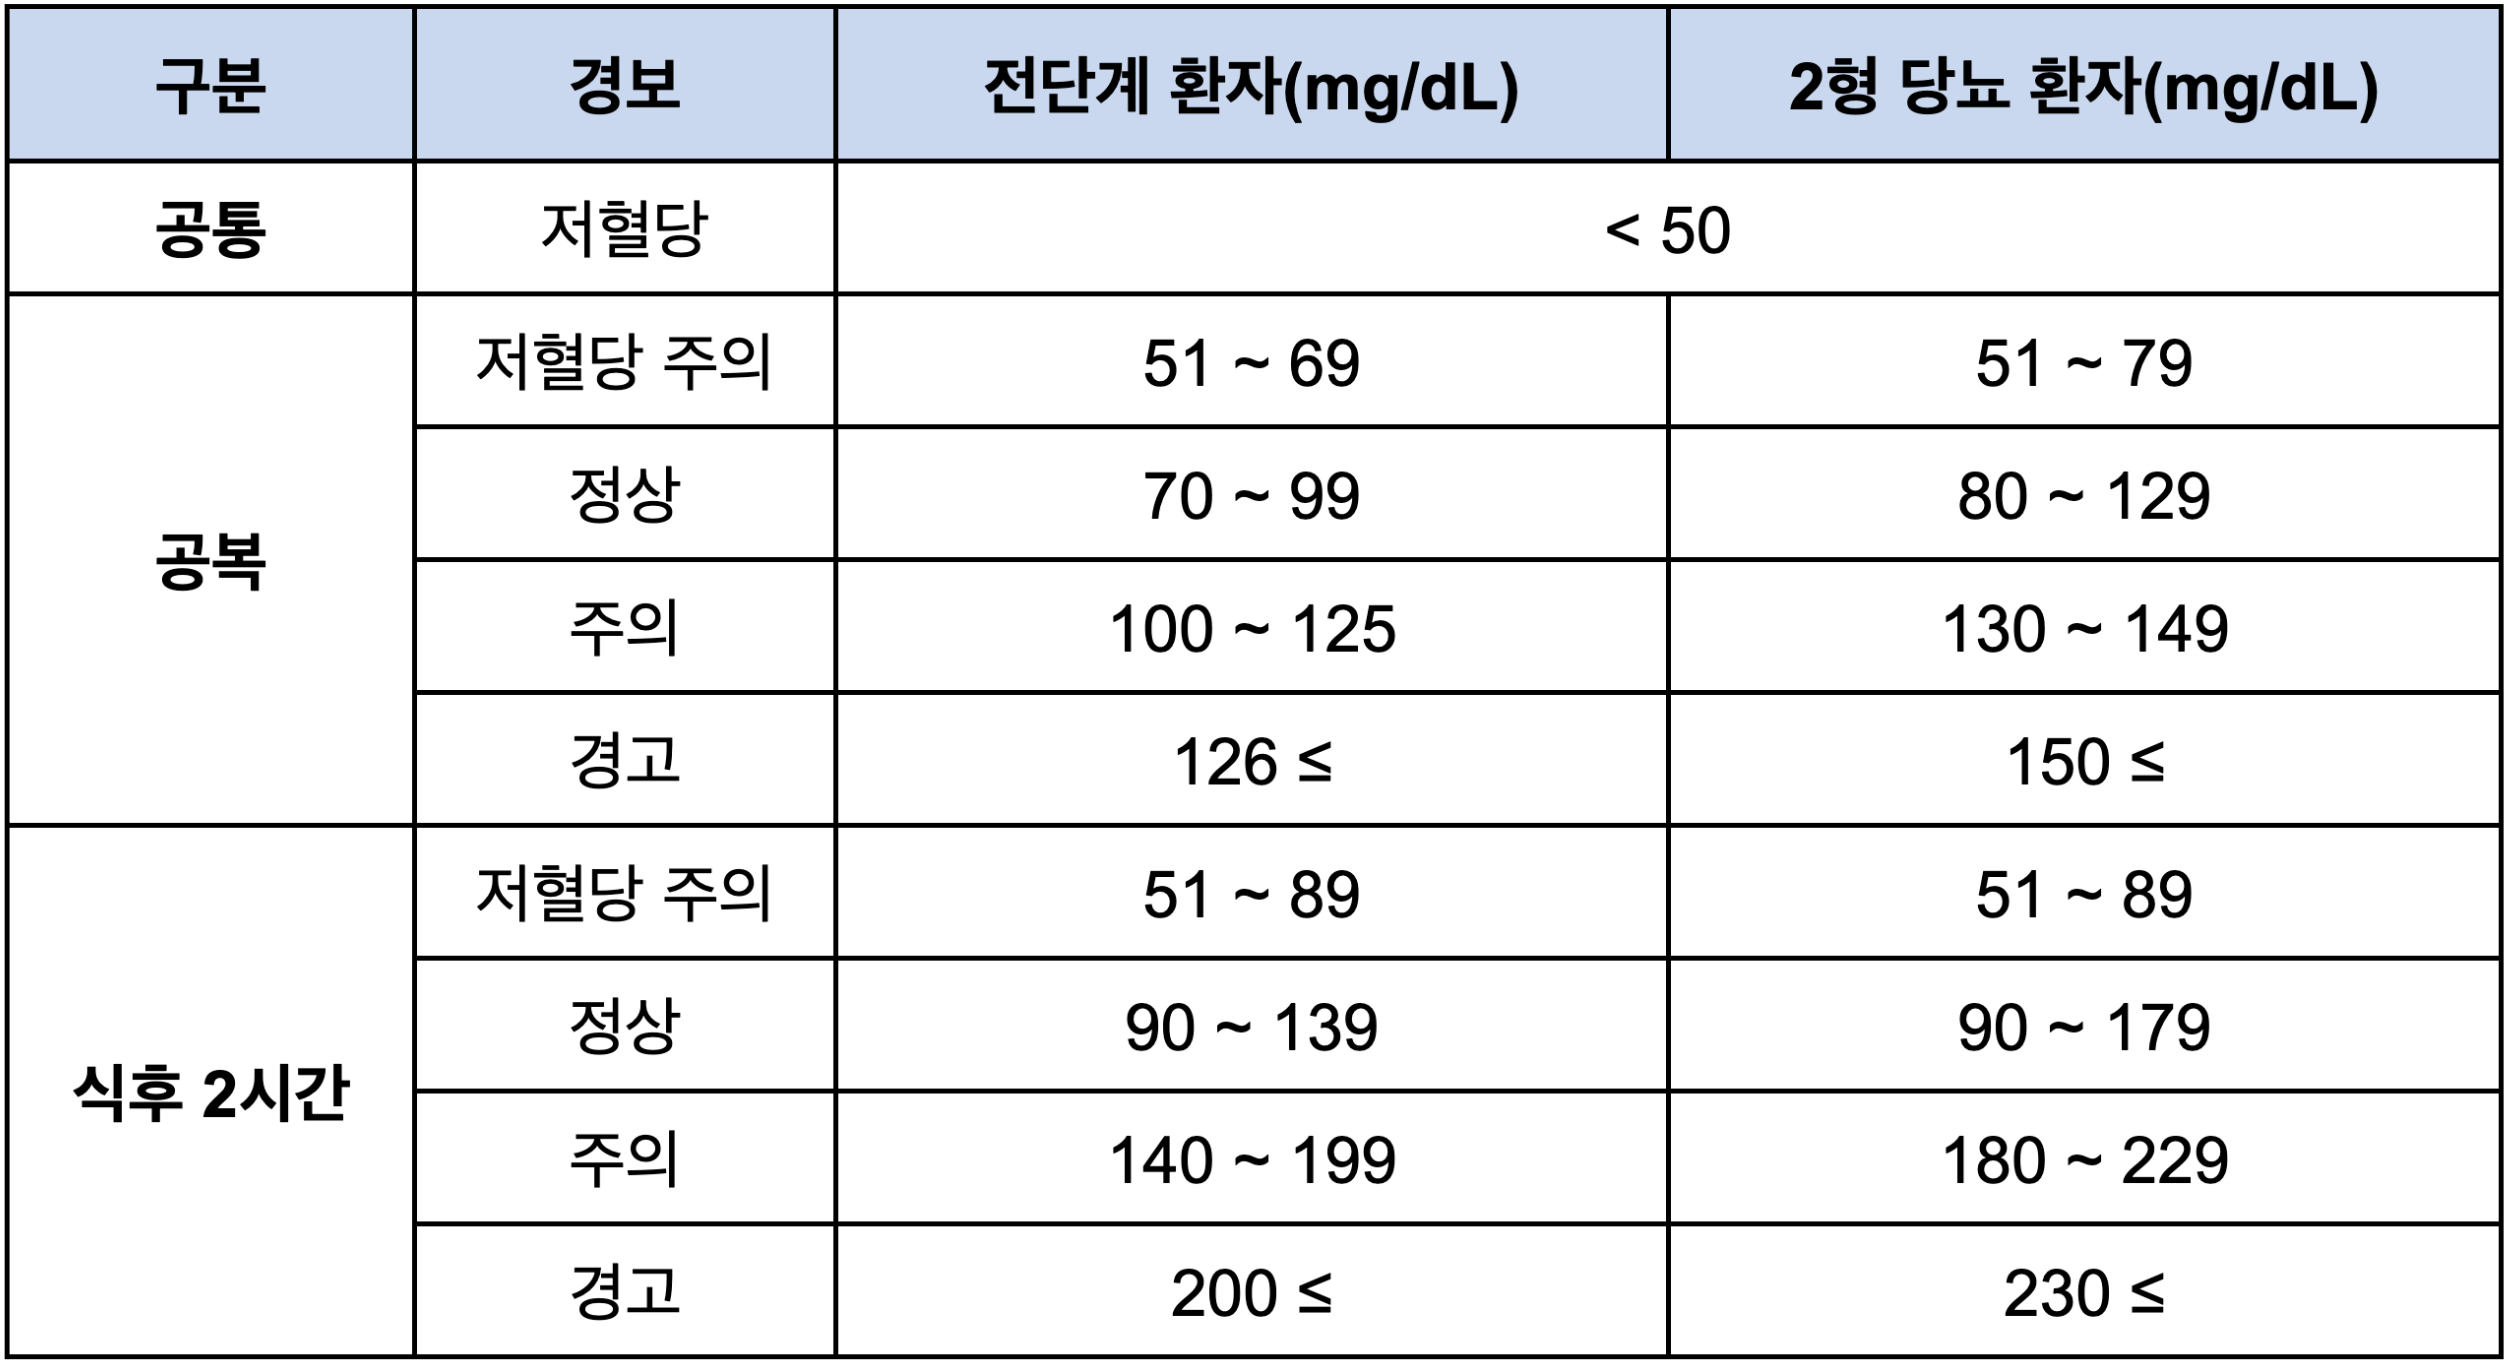 구분 경보 전단계 환자(mg/dL) 2형 당뇨 환자(mg/dL)
공통 저혈당 < 50
공복 저혈당 주의 51 ~ 69 51 ~ 79
정상 70 ~ 99 80 ~ 129
주의 100 ~ 125 130 ~ 149
경고 126 ≤ 150 ≤
식후 2시간 저혈당 주의 51 ~ 89 51 ~ 89
정상 90 ~ 139 90 ~ 179
주의 140 ~ 199 180 ~ 229
경고 200 ≤ 230 ≤